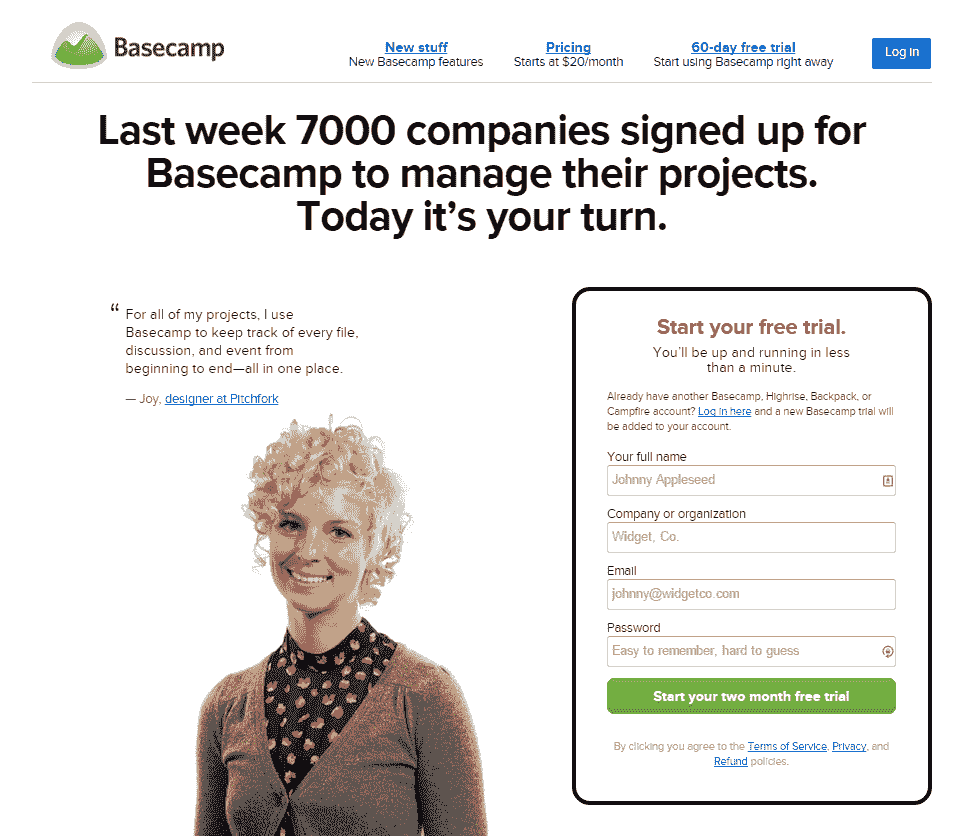 Basecamp
New stuff
New Basecamp features
Pricing
Starts at $20/month
60-day free trial
Start using Basecamp right away
Log in
Last week 7000 companies signed up for
Basecamp to manage their projects.
Today it’s your turn.
“ For all of my projects, I use
Basecamp to keep track of every file,
discussion, and event from
beginning to end—all in one place.
— Joy, designer at Pitchfork
Start your free trial.
You’ll be up and running in less
than a minute.
Already have another Basecamp, Highrise, Backpack, or
Campfire account? Log in here and a new Basecamp trial will
be added to your account.
Your full name
Johnny Appleseed
Company or organization
Widget, Co.
Email
johnny@widgetco.com
Password
Easy to remember, hard to guess
Start your two month free trial
By clicking you agree to the Terms of Service, Privacy, and
Refund policies.